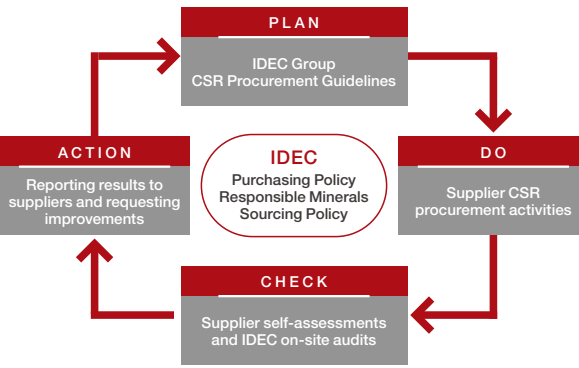 PLAN
IDEC Group
CSR Procurement Guidelines
ACTION
Reporting results to
suppliers and requesting
improvements
IDEC
Purchasing Policy
Responsible Minerals
Sourcing Policy
DO
Supplier CSR
procurement activities
CHECK
Supplier self-assessments
and IDEC on-site audits